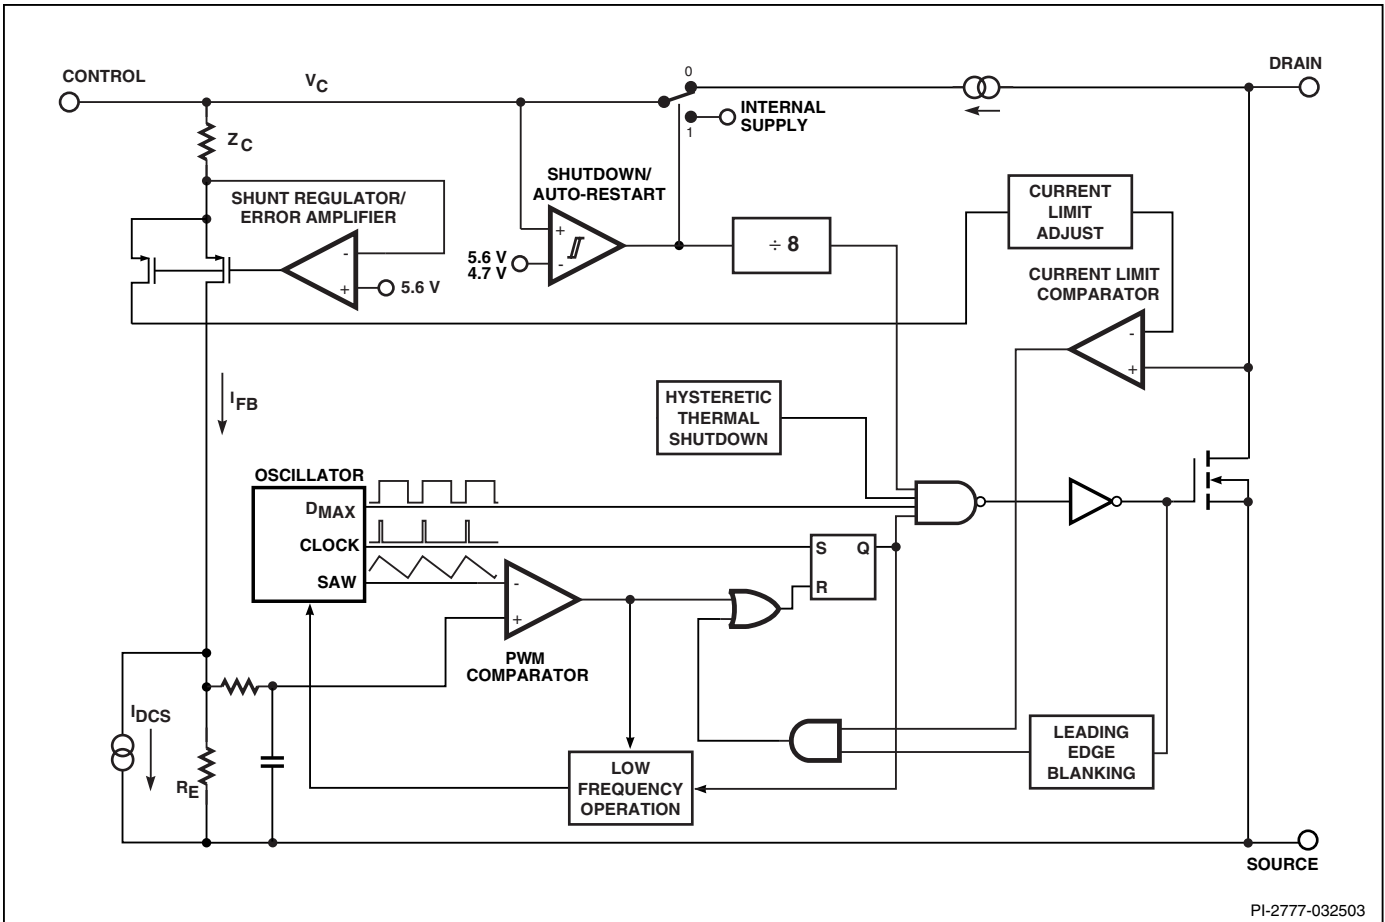 CONTROL
VC
0
DRAIN
INTERNAL
SUPPLY
1
ZC
SHUTDOWN/
AUTO-RESTART
SHUNT REGULATOR/
ERROR AMPLIFIER
CURRENT
LIMIT
ADJUST
+
-
5.6 V
4.7 V
÷ 8
-
+
5.6 V
CURRENT LIMIT
COMPARATOR
-
+
IFB
HYSTERETIC
THERMAL
SHUTDOWN
OSCILLATOR
DMAX
CLOCK
SAW
S
Q
R
-
+
PWM
COMPARATOR
IDCS
RE
LOW
FREQUENCY
OPERATION
LEADING
EDGE
BLANKING
SOURCE
PI-2777-032503